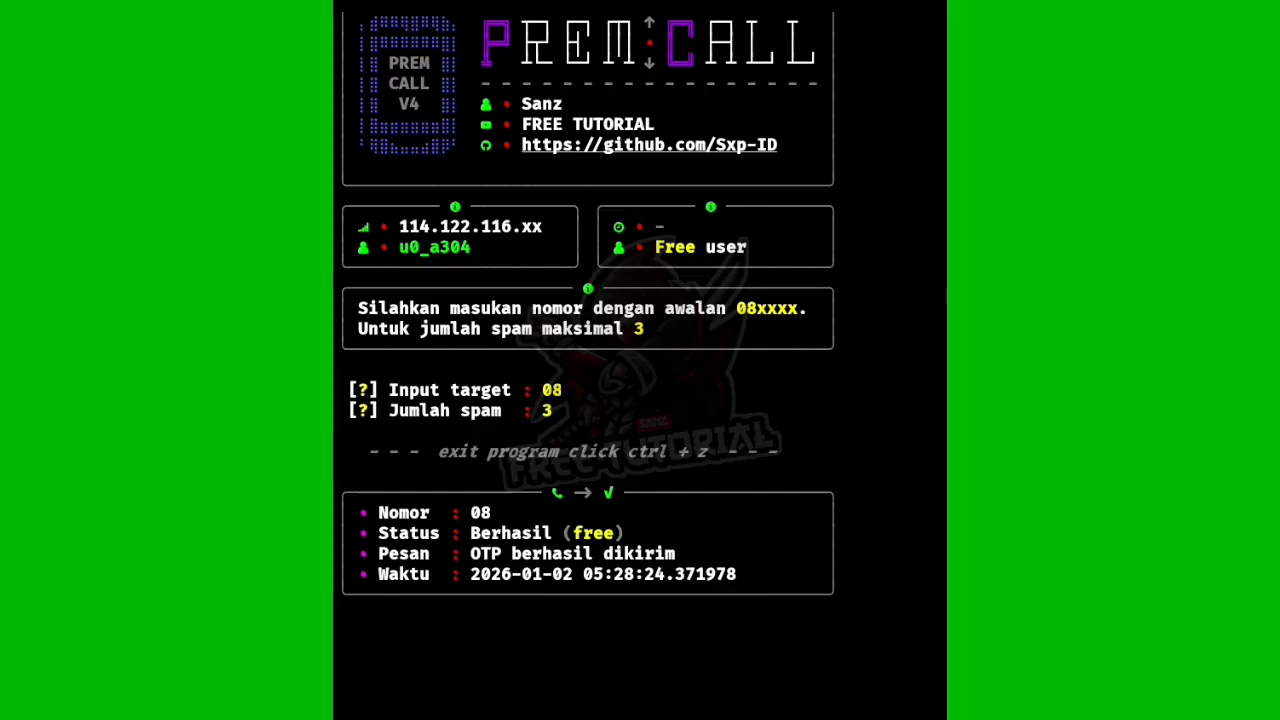 PREM:CALL
PREM
CALL
V4
Sanz
FREE TUTORIAL
https://github.com/Sxp-ID
114.122.116.xx
u0_a304
-
Free user
Silahkan masukan nomor dengan awalan 08xxxx.
Untuk jumlah spam maksimal 3
[?] Input target : 08
[?] Jumlah spam : 3
- - - exit program click ctrl + z - - -
SANZ
FREE TUTORIAL
Nomor : 08
Status : Berhasil (free)
Pesan : OTP berhasil dikirim
Waktu : 2026-01-02 05:28:24.371978